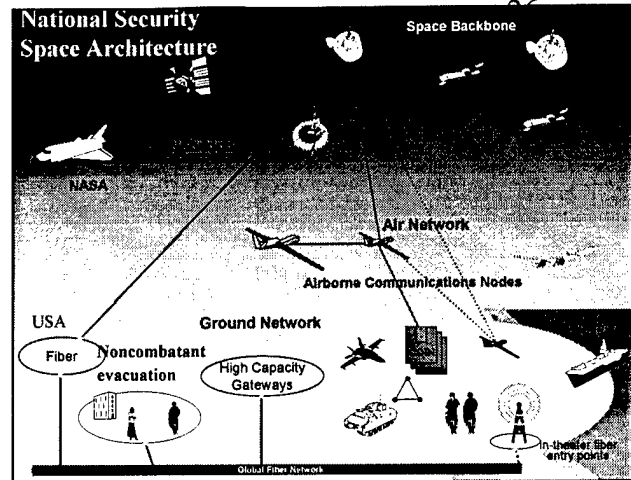 National Security
Space Architecture
Space Backbone
NASA
Air Network
Airborne Communications Nodes
USA
Fiber
Ground Network
Noncombatant
evacuation
High Capacity
Gateways
In-theater fiber
entry points
Global Fiber Network